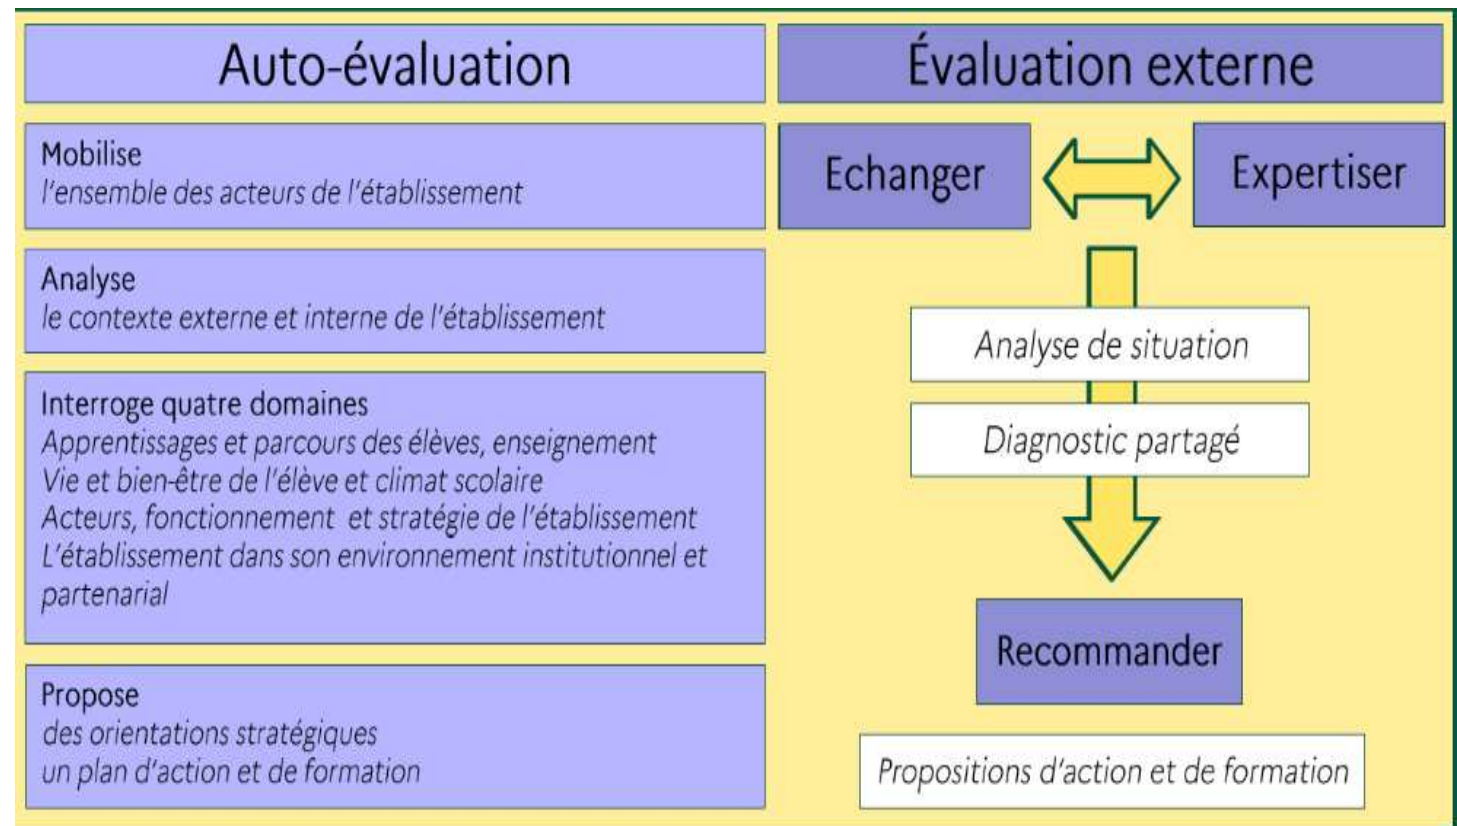 Auto-évaluation
Mobilise
l'ensemble des acteurs de l'établissement
Analyse
le contexte externe et interne de l'établissement
Interroge quatre domaines
Apprentissages et parcours des élèves, enseignement
Vie et bien-être de l'élève et climat scolaire
Acteurs, fonctionnement et stratégie de l'établissement
L'établissement dans son environnement institutionnel et
partenarial
Propose
des orientations stratégiques
un plan d'action et de formation
Évaluation externe
Echanger
Expertiser
Analyse de situation
Diagnostic partagé
Recommander
Propositions d'action et de formation